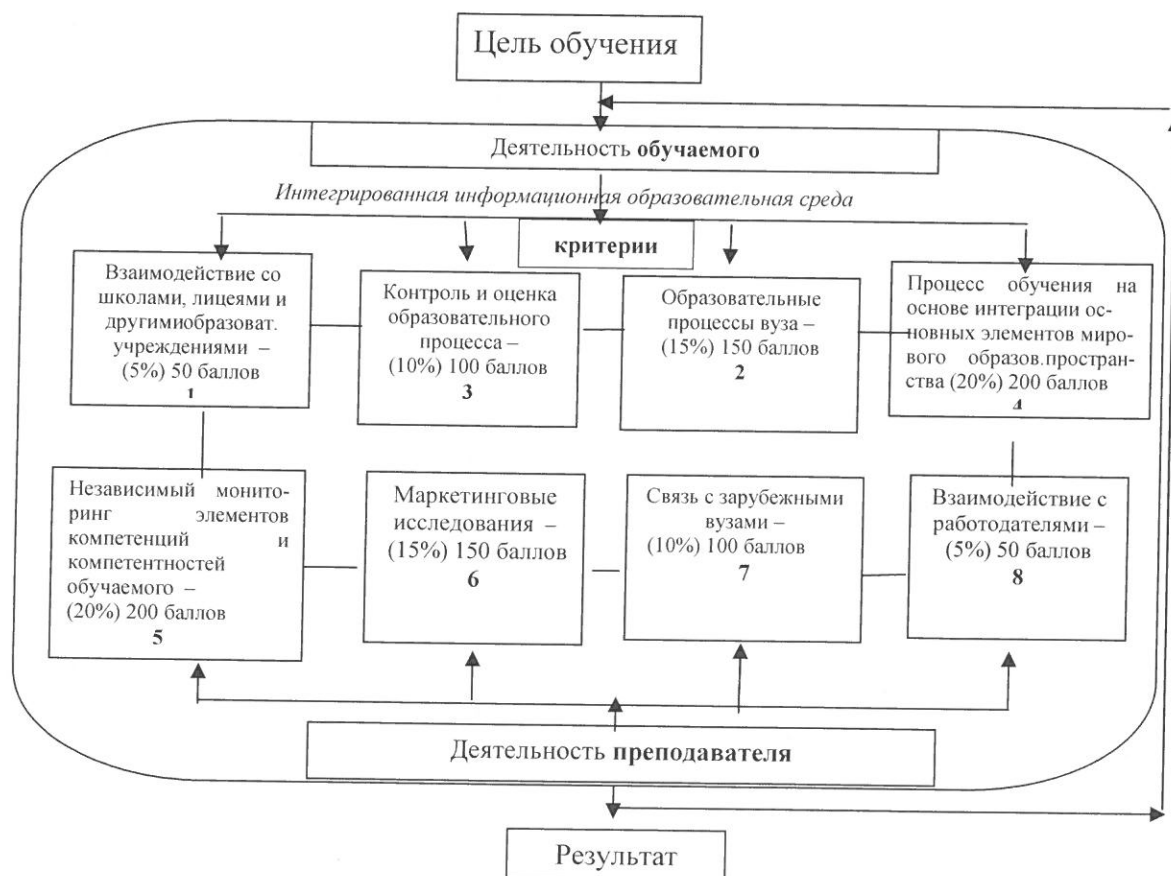 Цель обучения
Деятельность обучаемого
Интегрированная информационная образовательная среда
критерии
Взаимодействие со
школами, лицеями и
другимиобразоват.
учреждениями –
(5%) 50 баллов
1
Контроль и оценка
образовательного
процесса –
(10%) 100 баллов
3
Образовательные
процессы вуза –
(15%) 150 баллов
2
Процесс обучения на
основе интеграции ос-
новных элементов миро-
вого образов.простран-
ства (20%) 200 баллов
4
Независимый монито-
ринг элементов
компетенций и
компетентностей
обучаемого –
(20%) 200 баллов
5
Маркетинговые
исследования –
(15%) 150 баллов
6
Связь с зарубежными
вузами –
(10%) 100 баллов
7
Взаимодействие с
работодателями –
(5%) 50 баллов
8
Деятельность преподавателя
Результат